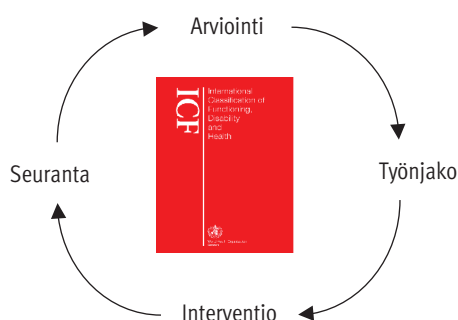 Arviointi
ICF
International
Classification of
Functioning,
Disability
and
Health
Seuranta
Työnjako
Interventio